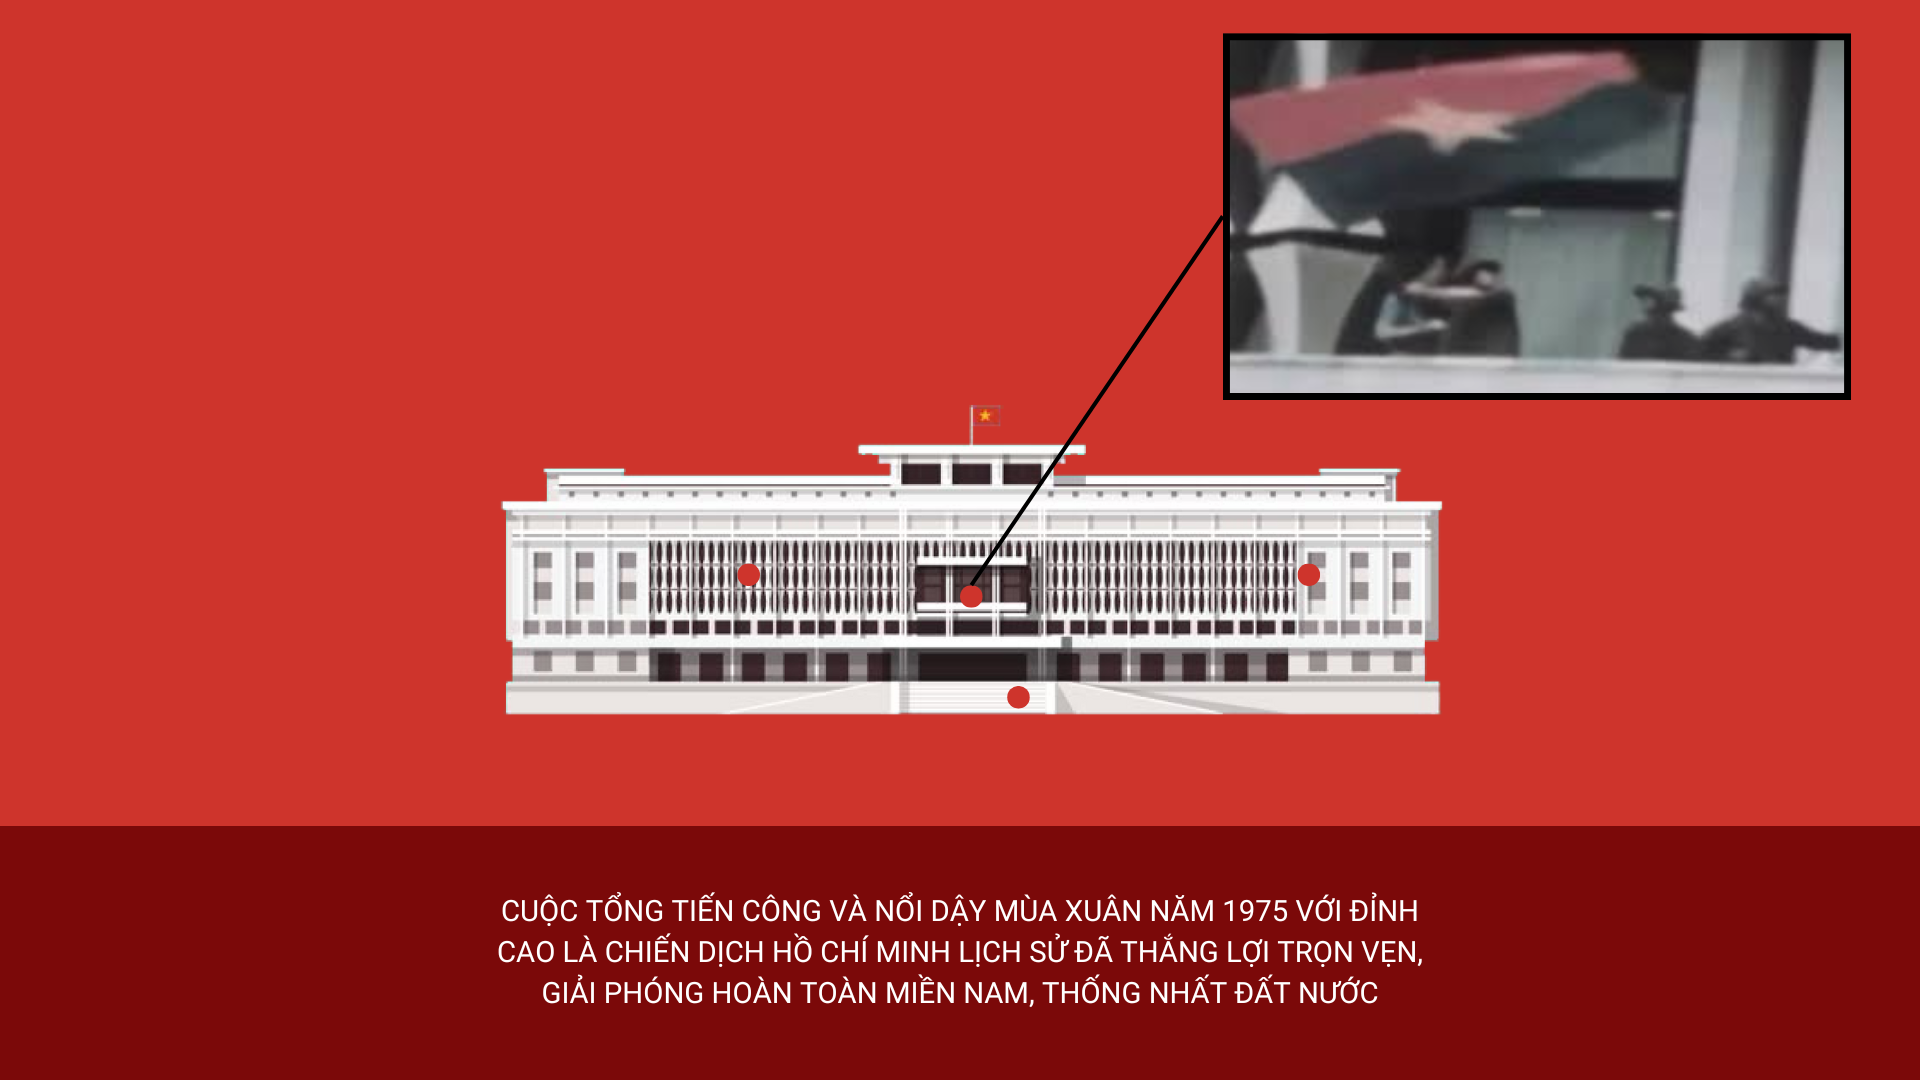 CUỘC TỔNG TIẾN CÔNG VÀ NỔI DẬY MÙA XUÂN NĂM 1975 VỚI ĐỈNH
CAO LÀ CHIẾN DỊCH HỒ CHÍ MINH LỊCH SỬ ĐÃ THẮNG LỢI TRỌN VẸN,
GIẢI PHÓNG HOÀN TOÀN MIỀN NAM, THỐNG NHẤT ĐẤT NƯỚC